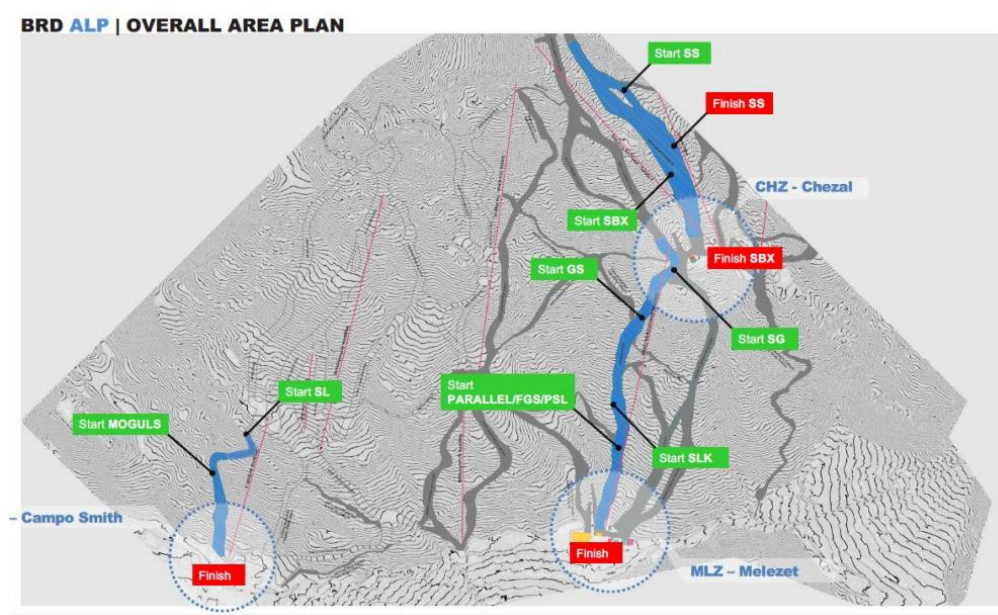 BRD ALP | OVERALL AREA PLAN
Start SS
Finish SS
CHZ - Chezal
Start SBX
Finish SBX
Start GS
Start SG
Start
PARALLEL/FGS/PSL
Start SL
Start MOGULS
Start SLK
– Campo Smith
Finish
Finish
MLZ – Melezet